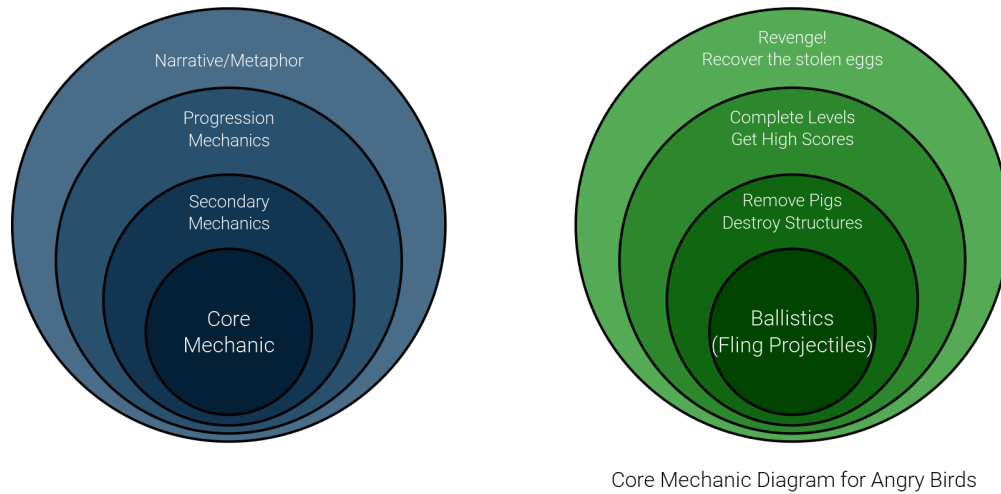 Narrative/Metaphor
Progression
Mechanics
Secondary
Mechanics
Core
Mechanic
Revenge!
Recover the stolen eggs
Complete Levels
Get High Scores
Remove Pigs
Destroy Structures
Ballistics
(Fling Projectiles)
Core Mechanic Diagram for Angry Birds